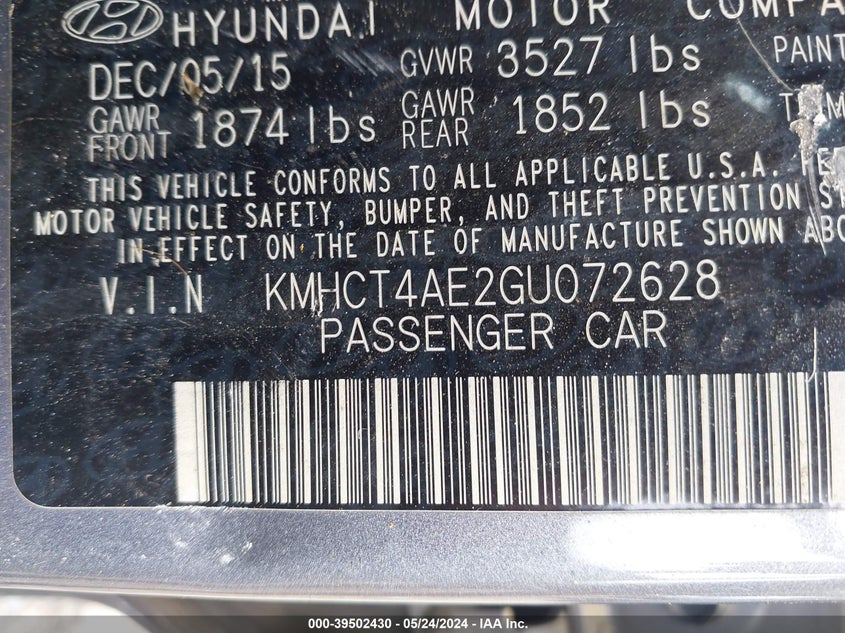 HYUNDAI MOTOR COMPA
DEC/05/15 GVWR 3527 lbs PAINT
GAWR FRONT 1874 lbs GAWR REAR 1852 lbs
THIS VEHICLE CONFORMS TO ALL APPLICABLE U.S.A.
MOTOR VEHICLE SAFETY, BUMPER, AND THEFT PREVENTION ST
IN EFFECT ON THE DATE OF MANUFACTURE SHOWN ABO
V.I.N KMHCT4AE2GU072628
PASSENGER CAR
000-39502430 - 05/24/2024 - IAA Inc.